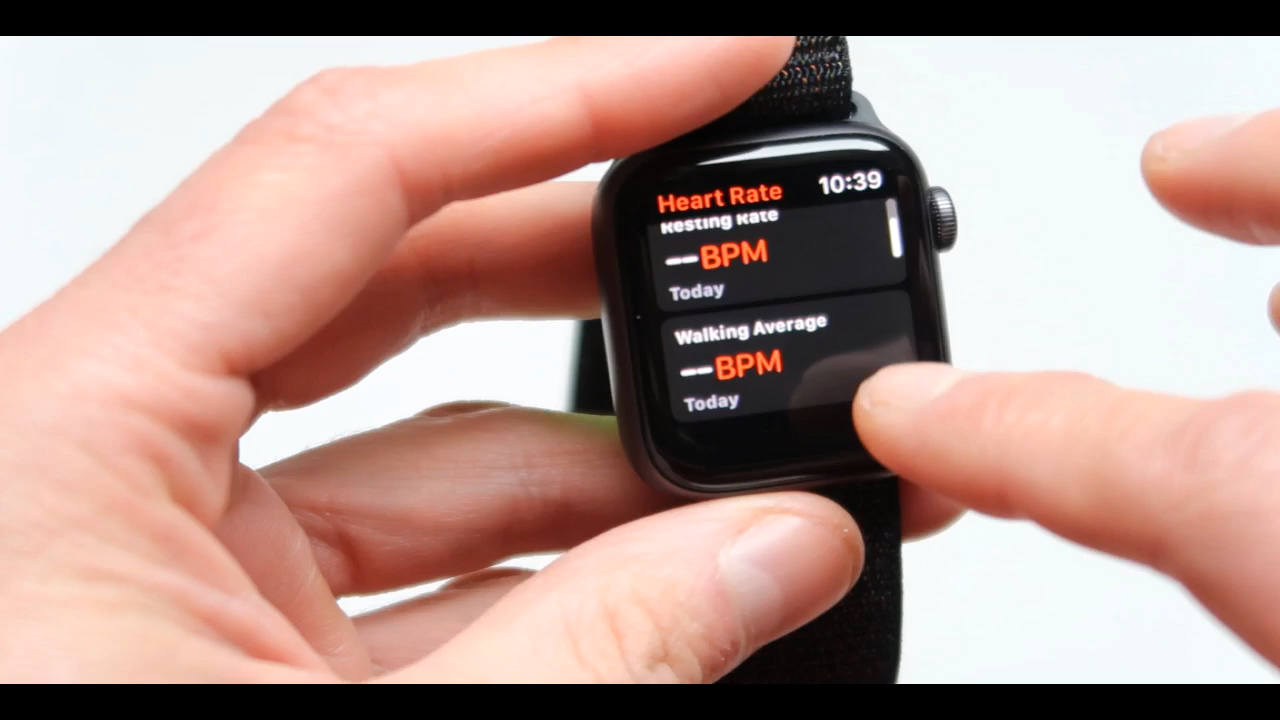 10:39
Heart Rate
Resting Rate
--BPM
Today
Walking Average
--BPM
Today